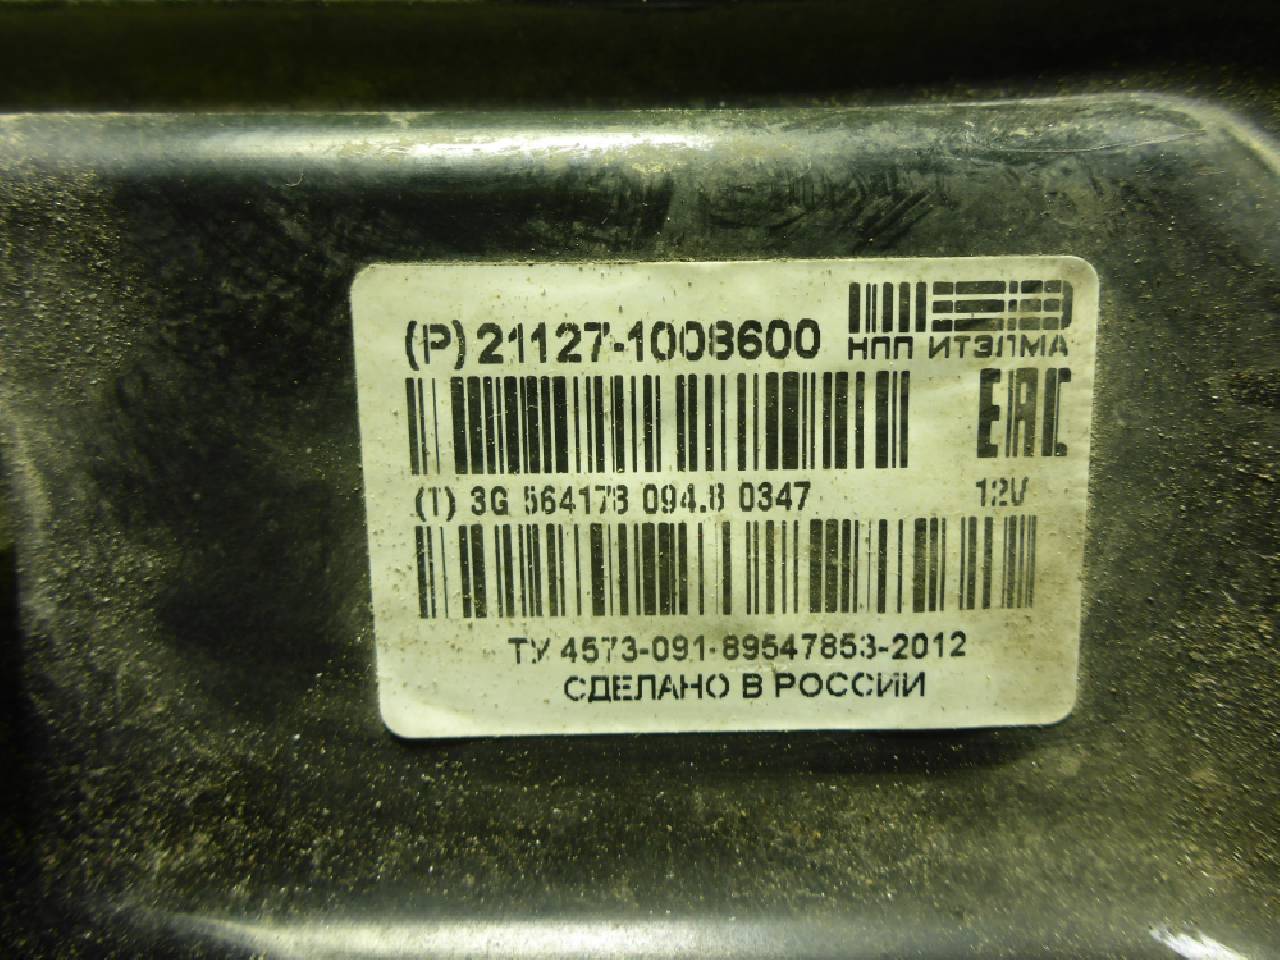 (P) 21127-1008600
НПП ИТЭЛМА
EAC
(T) 3G 564178 094.8 0347
12V
ТУ 4573-091-89547853-2012
СДЕЛАНО В РОССИИ